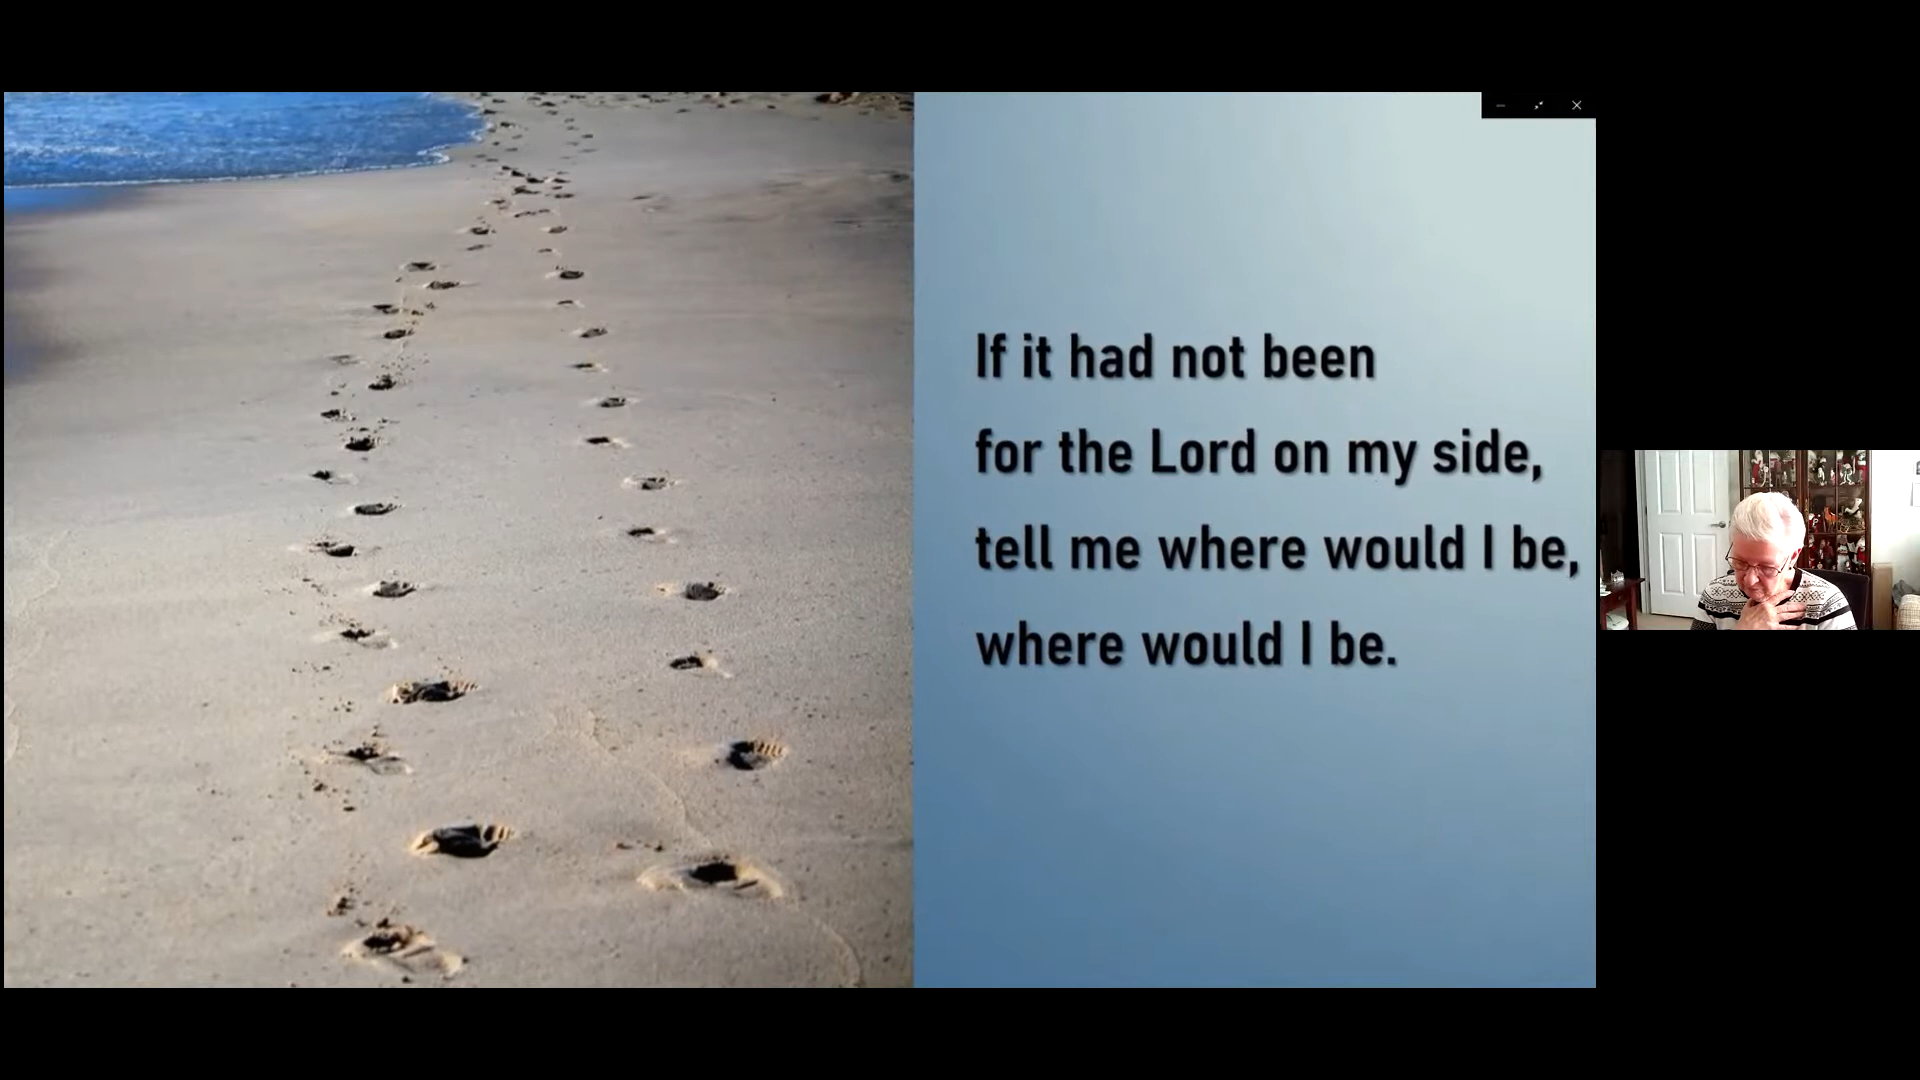 If it had not been
for the Lord on my side,
tell me where would I be,
where would I be.